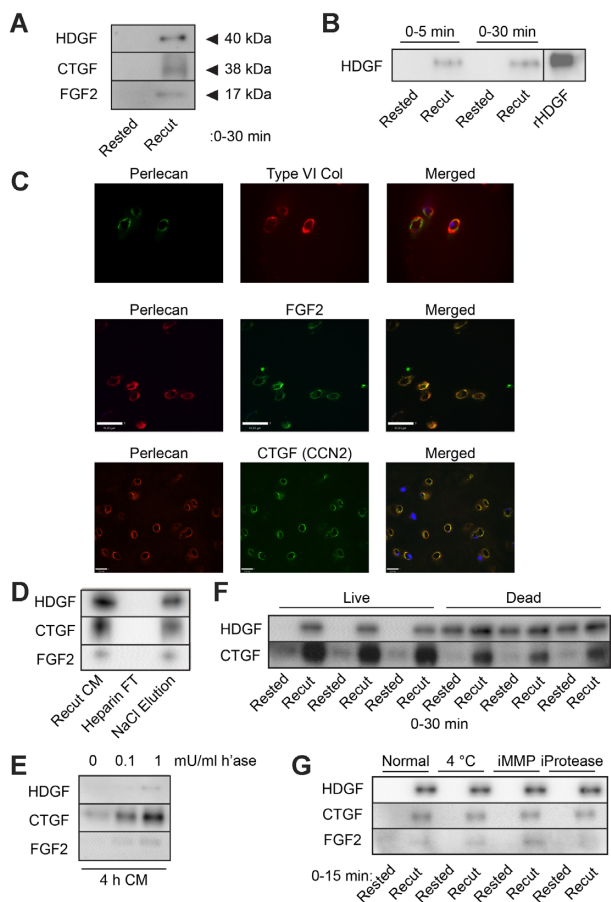 A
HDGF
40 kDa
CTGF
38 kDa
FGF2
17 kDa
Rested
Recut
:0-30 min
B
0-5 min
0-30 min
HDGF
Rested
Recut
Rested
Recut
rHDGF
C
Perlecan
Type VI Col
Merged
Perlecan
FGF2
Merged
Perlecan
CTGF (CCN2)
Merged
D
HDGF
CTGF
FGF2
Recut CM
Heparin FT
NaCl Elution
E
0
0.1
1
mU/ml h'ase
HDGF
CTGF
FGF2
4 h CM
F
Live
Dead
HDGF
CTGF
Rested
Recut
Rested
Recut
Rested
Recut
Rested
Recut
Rested
Recut
Rested
Recut
0-30 min
G
Normal
4 °C
iMMP
iProtease
HDGF
CTGF
FGF2
0-15 min:
Rested
Recut
Rested
Recut
Rested
Recut
Rested
Recut